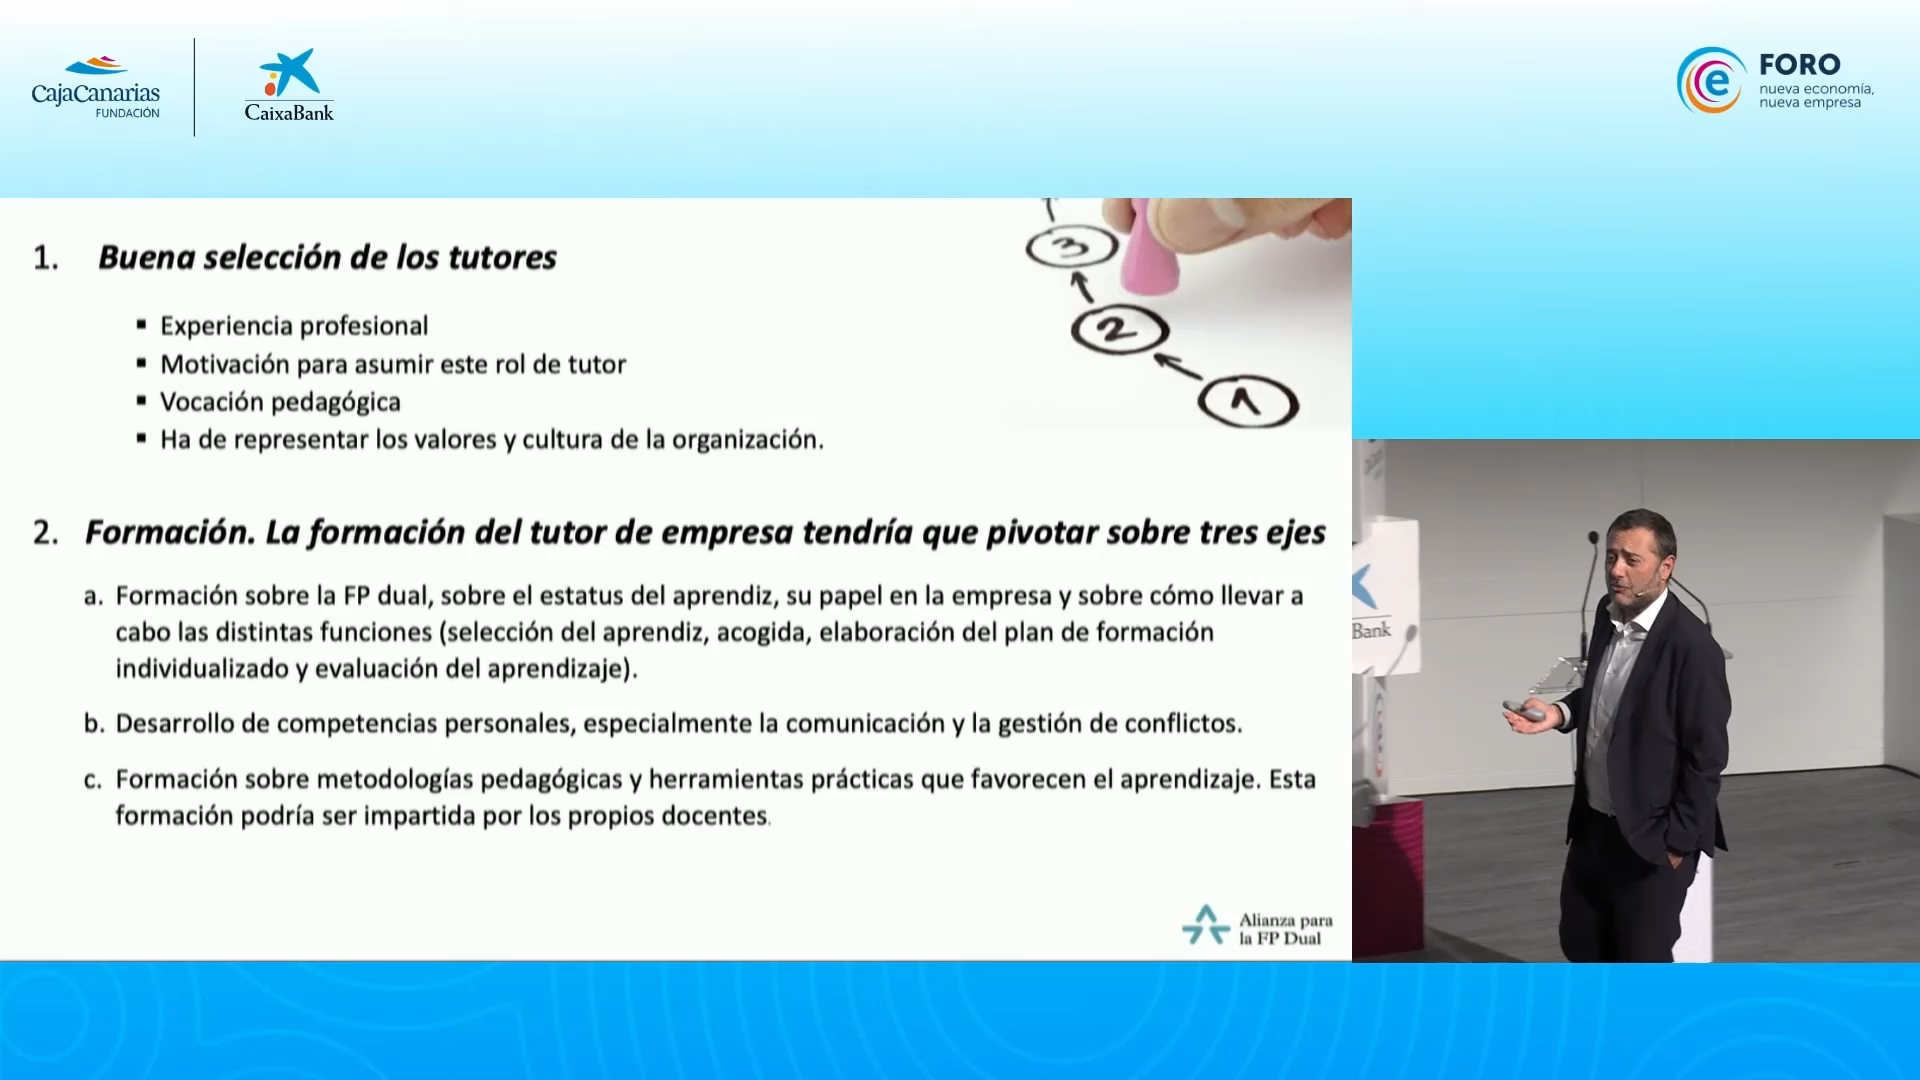 CajaCanarias
FUNDACIÓN
CaixaBank
e
FORO
nueva economía,
nueva empresa
1. Buena selección de los tutores
▪ Experiencia profesional
▪ Motivación para asumir este rol de tutor
▪ Vocación pedagógica
▪ Ha de representar los valores y cultura de la organización.
3
2
1
2. Formación. La formación del tutor de empresa tendría que pivotar sobre tres ejes
a. Formación sobre la FP dual, sobre el estatus del aprendiz, su papel en la empresa y sobre cómo llevar a
cabo las distintas funciones (selección del aprendiz, acogida, elaboración del plan de formación
individualizado y evaluación del aprendizaje).
b. Desarrollo de competencias personales, especialmente la comunicación y la gestión de conflictos.
c. Formación sobre metodologías pedagógicas y herramientas prácticas que favorecen el aprendizaje. Esta
formación podría ser impartida por los propios docentes.
Alianza para
la FP Dual
Bank